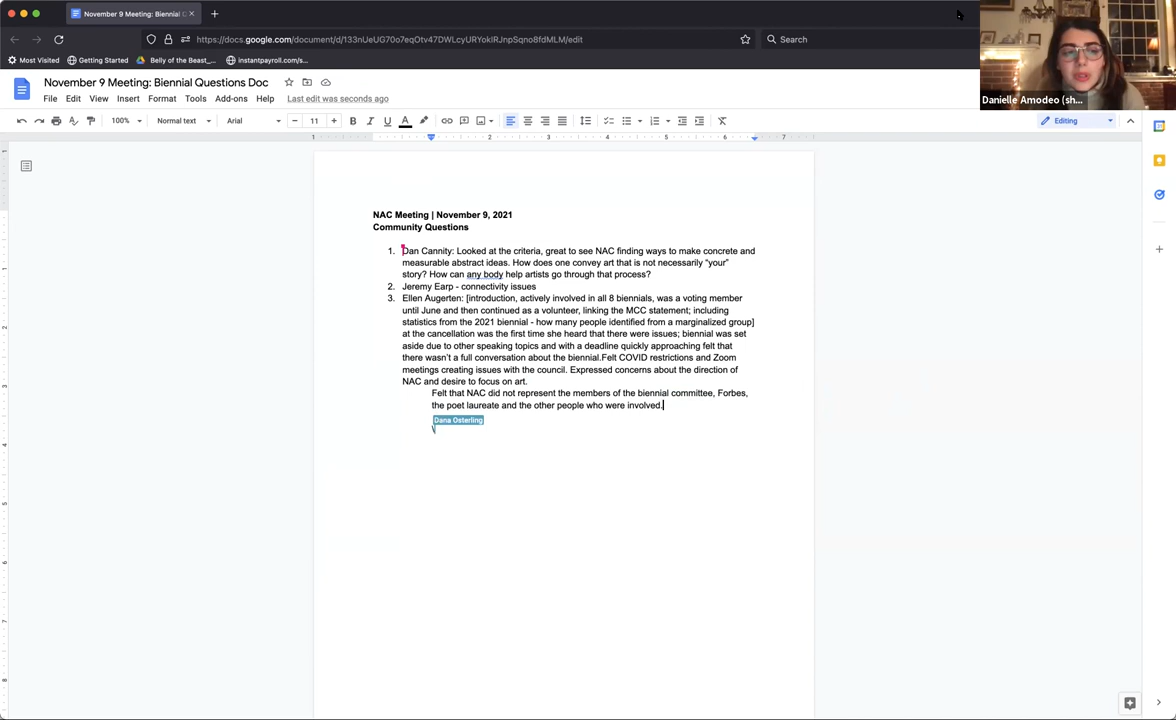 November 9 Meeting: Biennial
https://docs.google.com/document/d/133nUeUG70o7eqOtv47DWLcyURYokIRJnpSqno8fdMLM/edit
Search
Most Visited
Getting Started
Belly of the Beast_...
instantpayroll.com/s...
Danielle Amodeo (sh...
November 9 Meeting: Biennial Questions Doc
File Edit View Insert Format Tools Add-ons Help Last edit was seconds ago
100% Normal text Arial 11 Editing
NAC Meeting | November 9, 2021
Community Questions
1. Dan Cannity: Looked at the criteria, great to see NAC finding ways to make concrete and
measurable abstract ideas. How does one convey art that is not necessarily “your”
story? How can any body help artists go through that process?
2. Jeremy Earp - connectivity issues
3. Ellen Augerten: [introduction, actively involved in all 8 biennials, was a voting member
until June and then continued as a volunteer, linking the MCC statement; including
statistics from the 2021 biennial - how many people identified from a marginalized group]
at the cancellation was the first time she heard that there were issues; biennial was set
aside due to other speaking topics and with a deadline quickly approaching felt that
there wasn’t a full conversation about the biennial.Felt COVID restrictions and Zoom
meetings creating issues with the council. Expressed concerns about the direction of
NAC and desire to focus on art.
Felt that NAC did not represent the members of the biennial committee, Forbes,
the poet laureate and the other people who were involved.
Dana Osterling
\